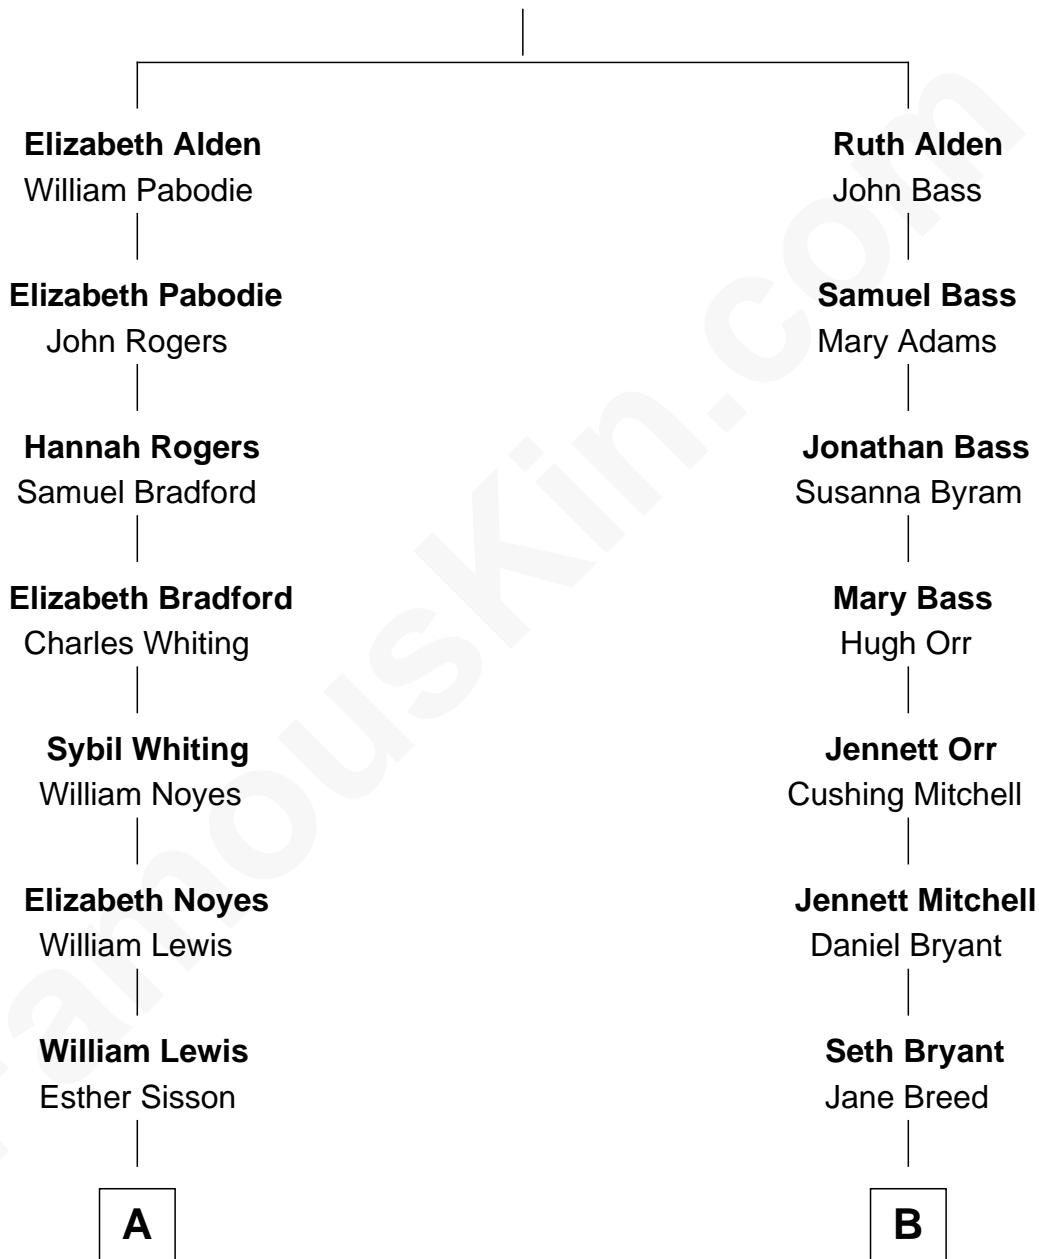 Elizabeth Alden
William Pabodie
Elizabeth Pabodie
John Rogers
Hannah Rogers
Samuel Bradford
Elizabeth Bradford
Charles Whiting
Sybil Whiting
William Noyes
Elizabeth Noyes
William Lewis
William Lewis
Esther Sisson
A
Ruth Alden
John Bass
Samuel Bass
Mary Adams
Jonathan Bass
Susanna Byram
Mary Bass
Hugh Orr
Jennett Orr
Cushing Mitchell
Jennett Mitchell
Daniel Bryant
Seth Bryant
Jane Breed
B
FamousKin.com